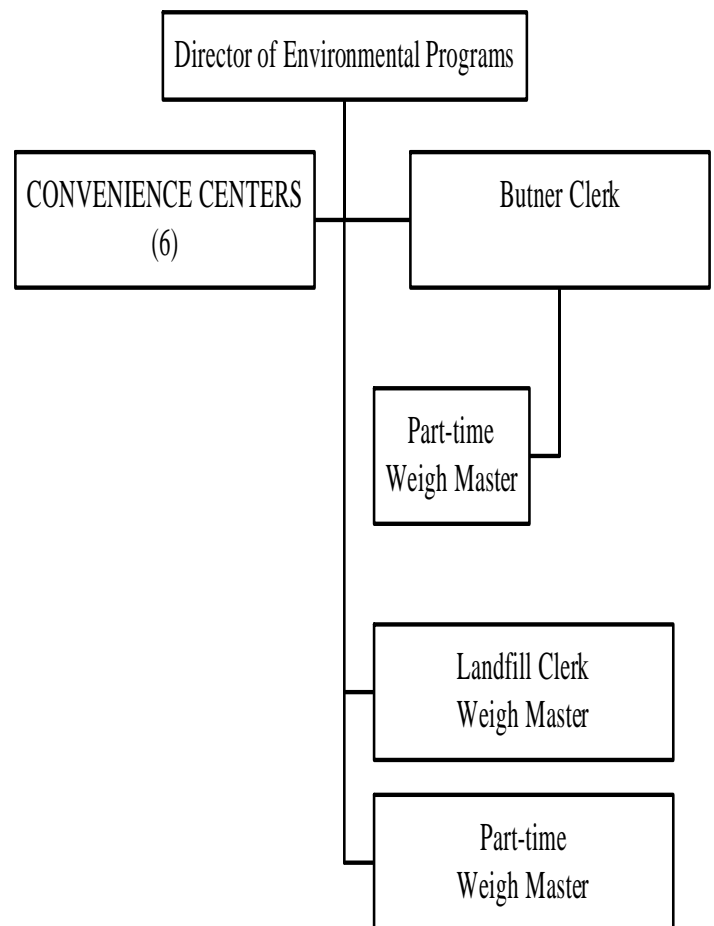 Director of Environmental Programs
CONVENIENCE CENTERS
(6)
Butner Clerk
Part-time
Weigh Master
Landfill Clerk
Weigh Master
Part-time
Weigh Master